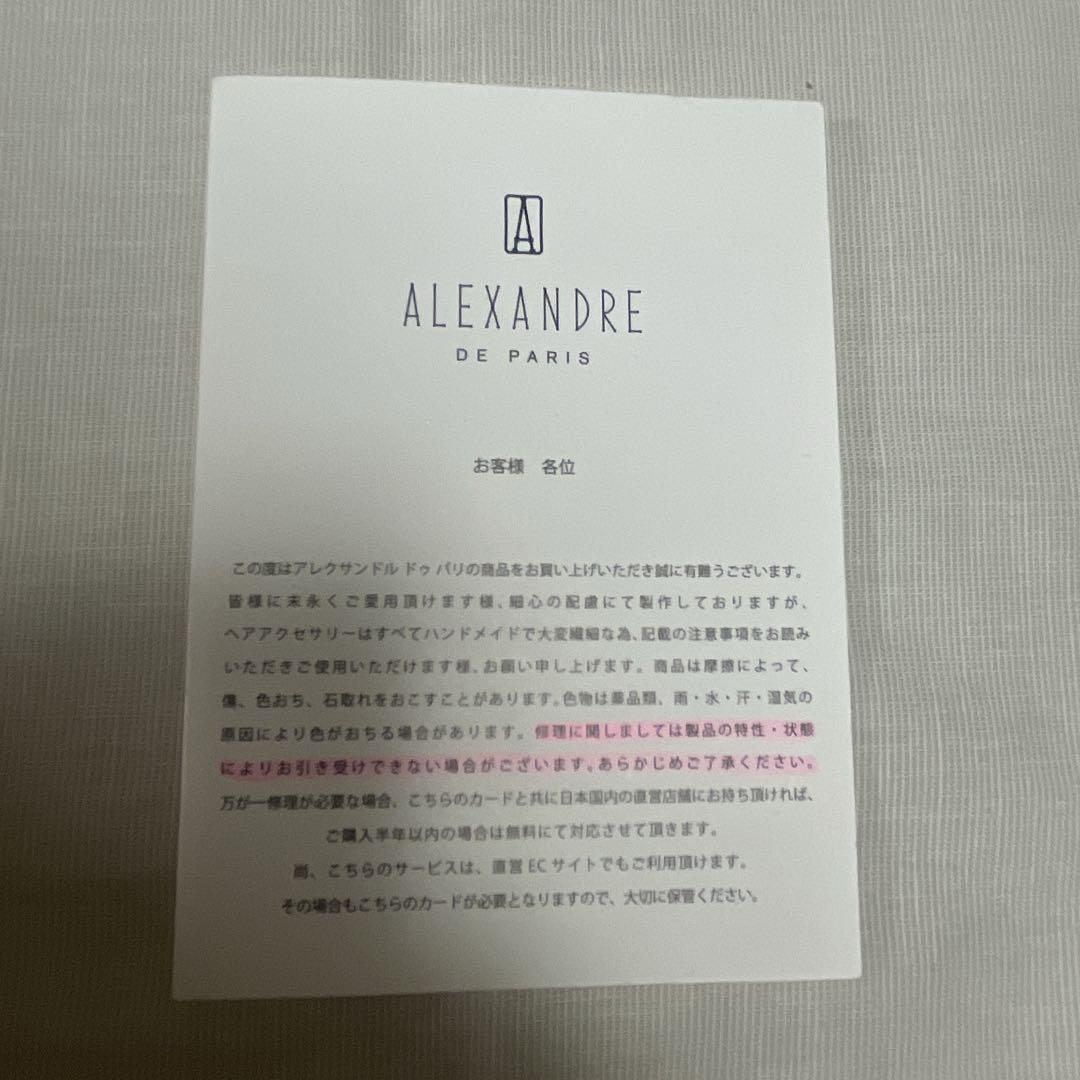 A
ALEXANDRE
DE PARIS
お客様 各位
この度はアレクサンドル ドゥ パリの商品をお買い上げいただき誠に有難うございます。
皆様に末永くご愛用頂けます様、細心の配慮にて製作しておりますが、
ヘアアクセサリーはすべてハンドメイドで大変繊細な為、記載の注意事項をお読み
いただきご使用いただけます様、お願い申し上げます。商品は摩擦によって、
傷、色おち、石取れをおこすことがあります。色物は薬品類、雨・水・汗・湿気の
原因により色がおちる場合があります。修理に関しましては製品の特性・状態
によりお引き受けできない場合がございます。あらかじめご了承ください。
万が一修理が必要な場合、こちらのカードと共に日本国内の直営店舗にお持ち頂ければ、
ご購入半年以内の場合は無料にて対応させて頂きます。
尚、こちらのサービスは、直営 EC サイトでもご利用頂けます。
その場合もこちらのカードが必要となりますので、大切に保管ください。